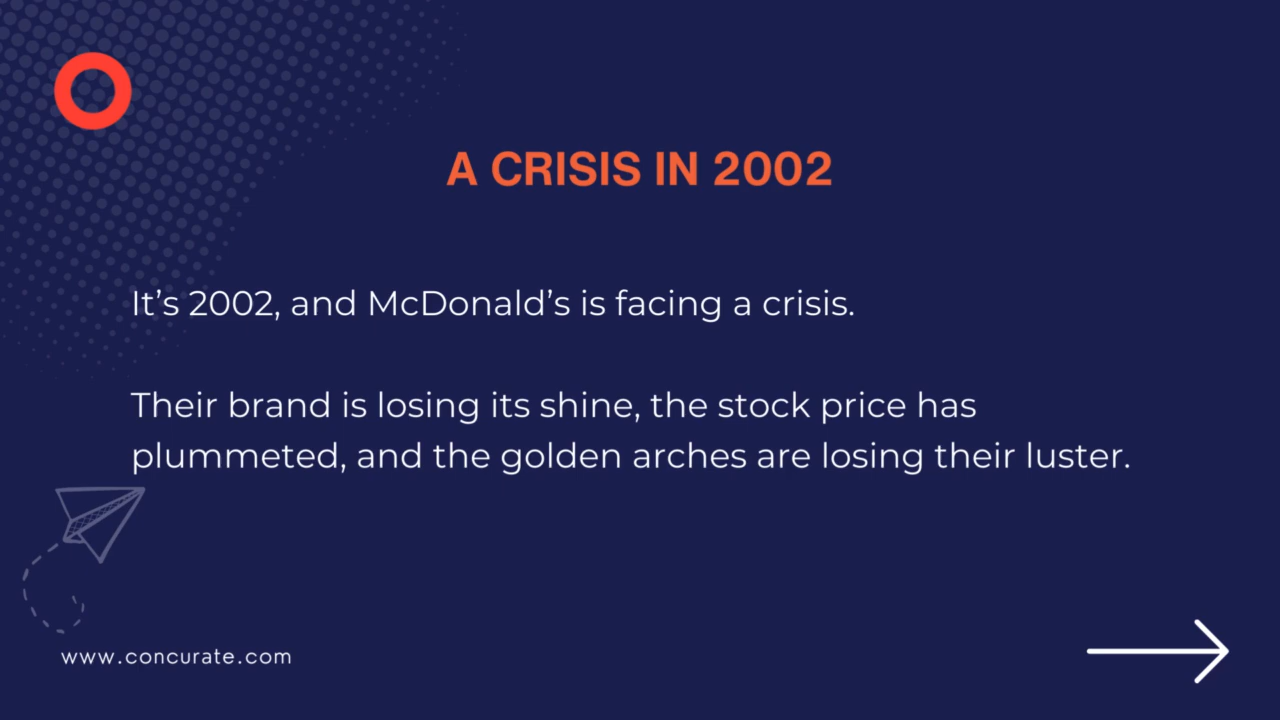 A CRISIS IN 2002
It’s 2002, and McDonald’s is facing a crisis.
Their brand is losing its shine, the stock price has
plummeted, and the golden arches are losing their luster.
www.concurate.com